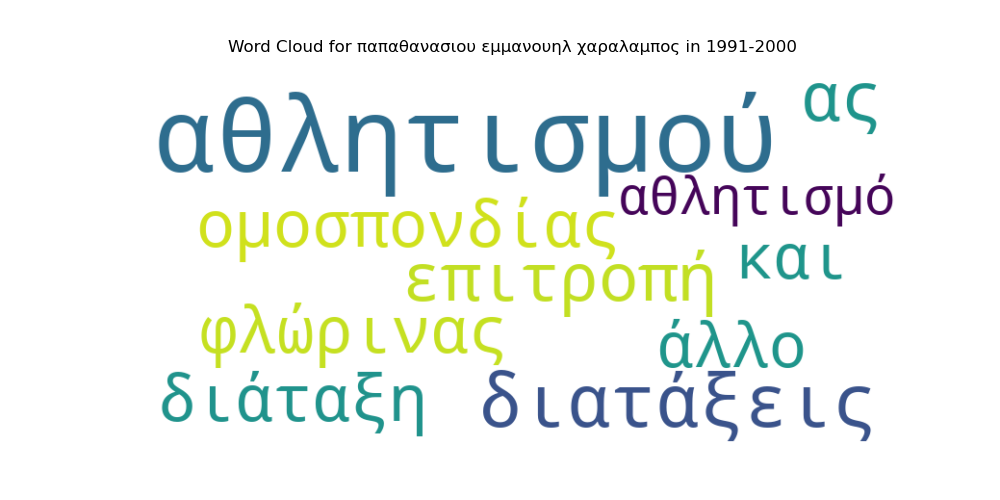 Word Cloud for παπαθανασιου εμμανουηλ χαραλαμπος in 1991-2000
αθλητισμού
ας
αθλητισμό
ομοσπονδίας
και
επιτροπή
φλώρινας
άλλο
διάταξη
διατάξεις